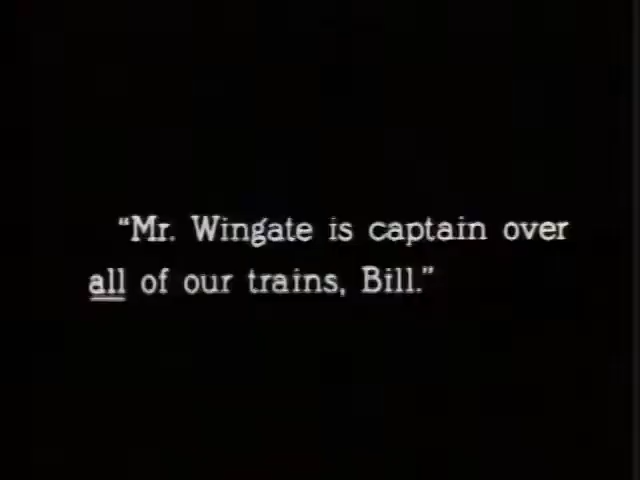 “Mr. Wingate is captain over
all of our trains, Bill.”